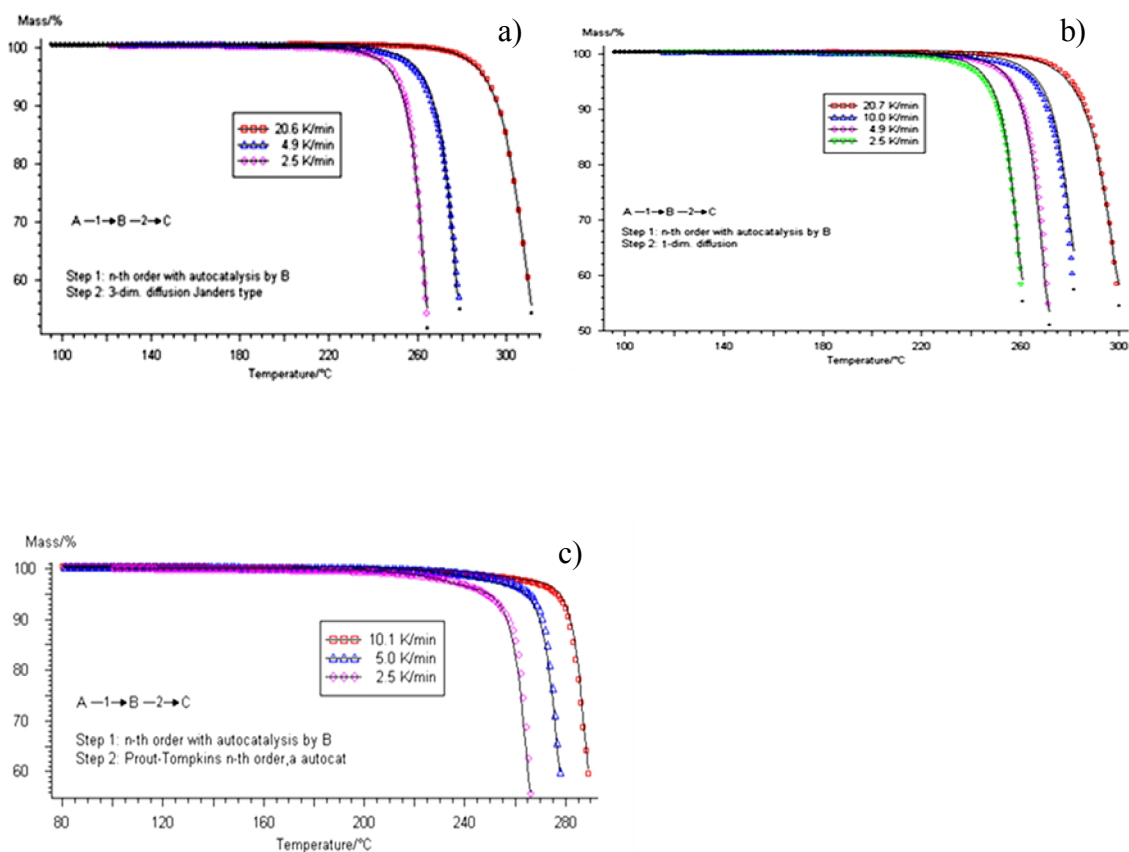 Mass/%
a)
100
90
80
70
60
20.6 K/min
4.9 K/min
2.5 K/min
A —1→ B —2→ C
Step 1: n-th order with autocatalysis by B
Step 2: 3-dim. diffusion Janders type
100 140 180 220 260 300
Temperature/°C
Mass/%
b)
100
90
80
70
60
50
20.7 K/min
10.0 K/min
4.9 K/min
2.5 K/min
A —1→ B —2→ C
Step 1: n-th order with autocatalysis by B
Step 2: 1-dim. diffusion
100 140 180 220 260 300
Temperature/°C
Mass/%
c)
100
90
80
70
60
10.1 K/min
5.0 K/min
2.5 K/min
A —1→ B —2→ C
Step 1: n-th order with autocatalysis by B
Step 2: Prout-Tompkins n-th order,a autocat
80 120 160 200 240 280
Temperature/°C